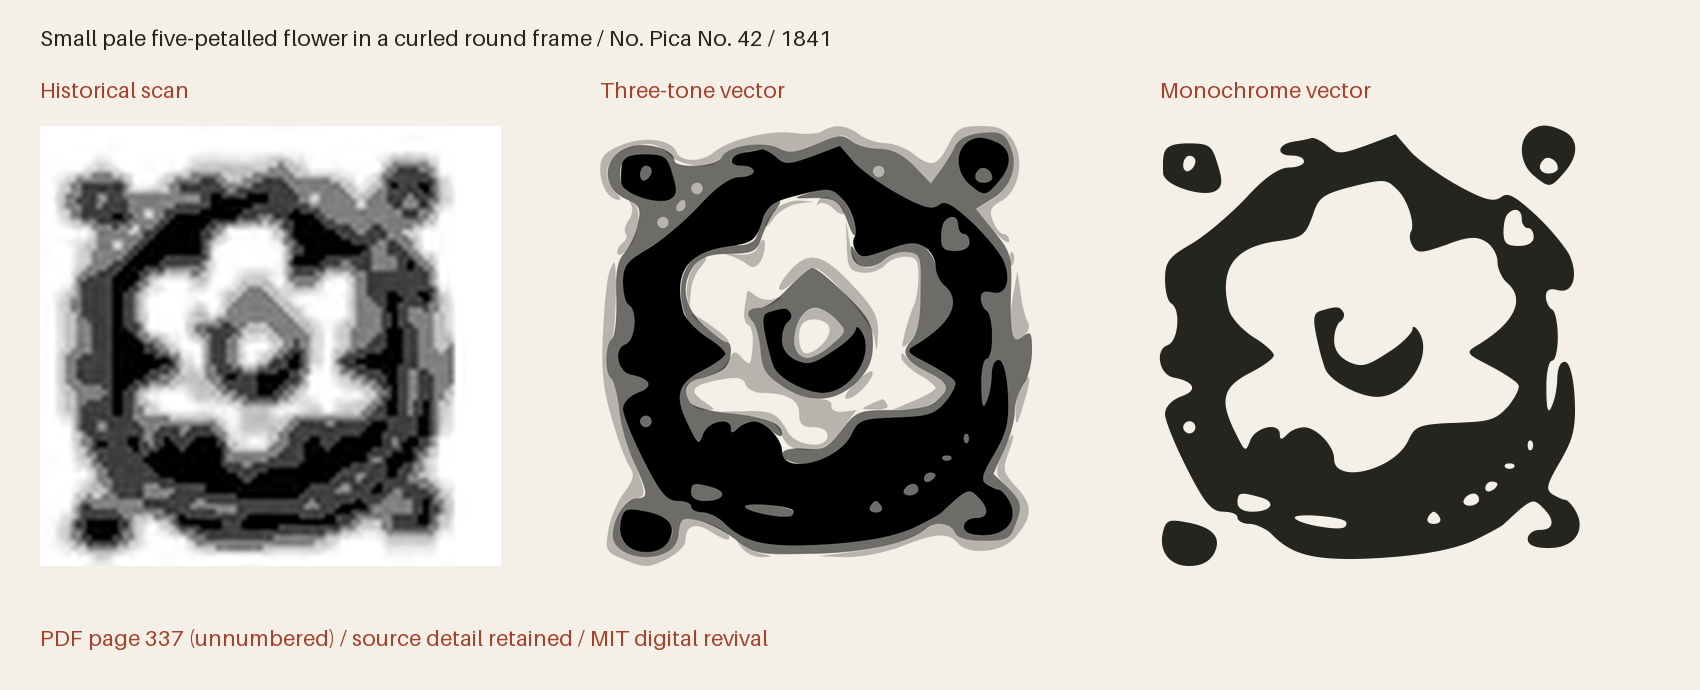 Small pale five-petalled flower in a curled round frame / No. Pica No. 42 / 1841
Historical scan
Three-tone vector
Monochrome vector
PDF page 337 (unnumbered) / source detail retained / MIT digital revival